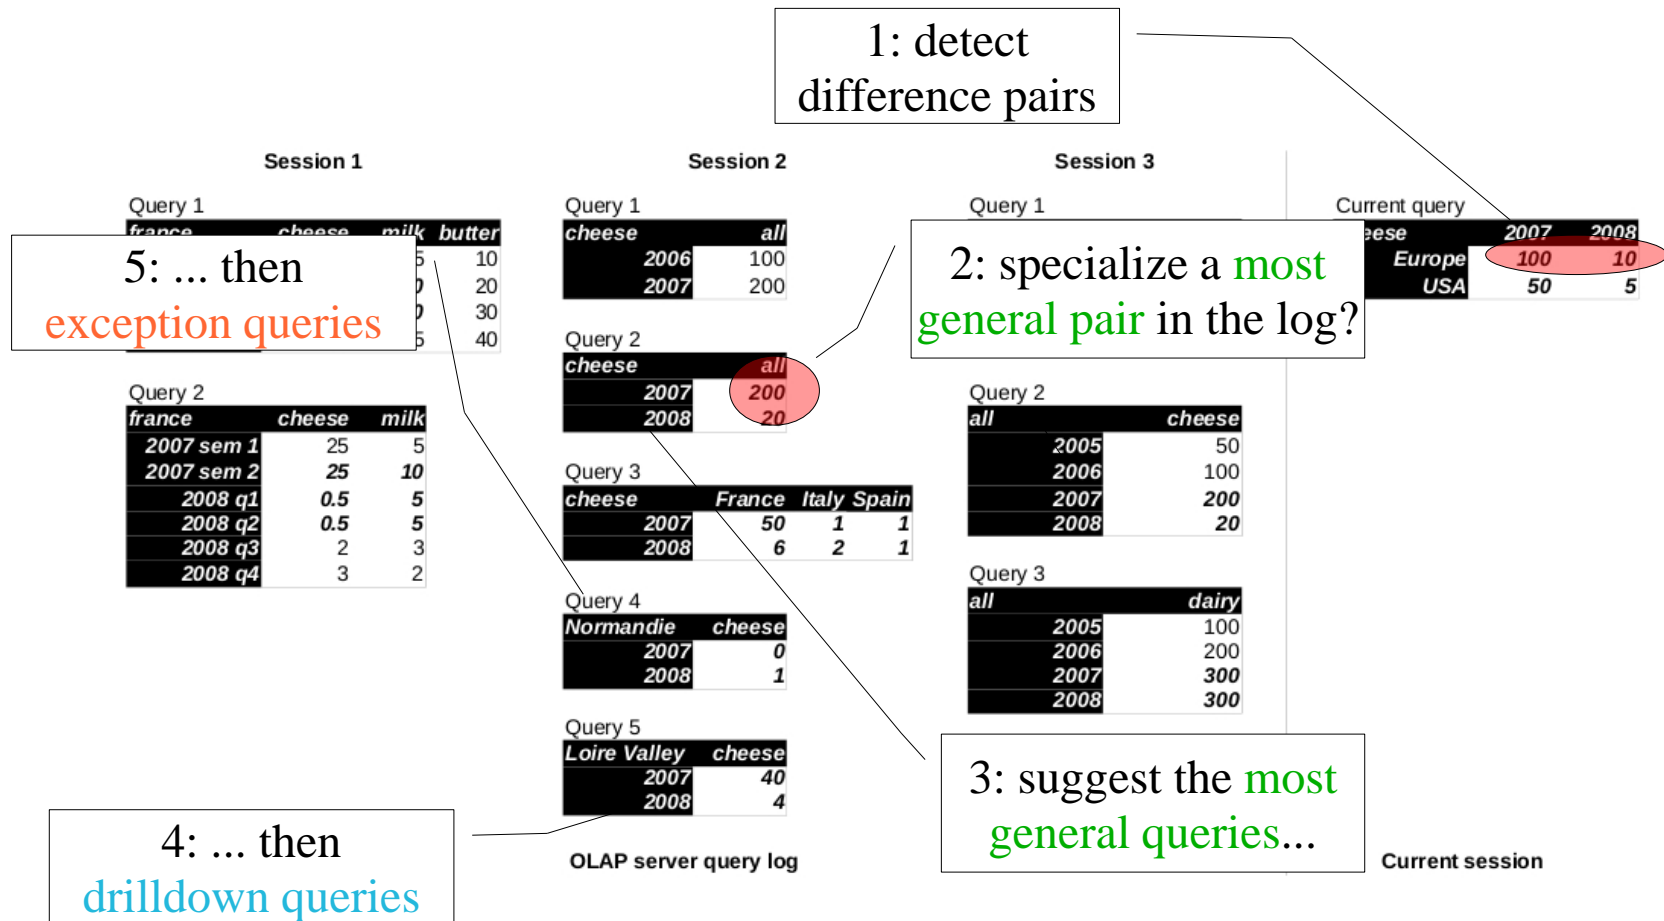 1: detect
difference pairs
Session 1
Session 2
Session 3
Query 1
france cheese milk butter
5 10
0 20
0 30
5 40
5: ... then
exception queries
Query 2
france cheese milk
2007 sem 1 25 5
2007 sem 2 25 10
2008 q1 0.5 5
2008 q2 0.5 5
2008 q3 2 3
2008 q4 3 2
Query 1
cheese all
2006 100
2007 200
Query 2
cheese all
2007 200
2008 20
Query 3
cheese France Italy Spain
2007 50 1 1
2008 6 2 1
Query 4
Normandie cheese
2007 0
2008 1
Query 5
Loire Valley cheese
2007 40
2008 4
4: ... then
drilldown queries
OLAP server query log
Query 1
2: specialize a most
general pair in the log?
Query 2
all cheese
2005 50
2006 100
2007 200
2008 20
Query 3
all dairy
2005 100
2006 200
2007 300
2008 300
3: suggest the most
general queries...
Current query
eese 2007 2008
Europe 100 10
USA 50 5
Current session